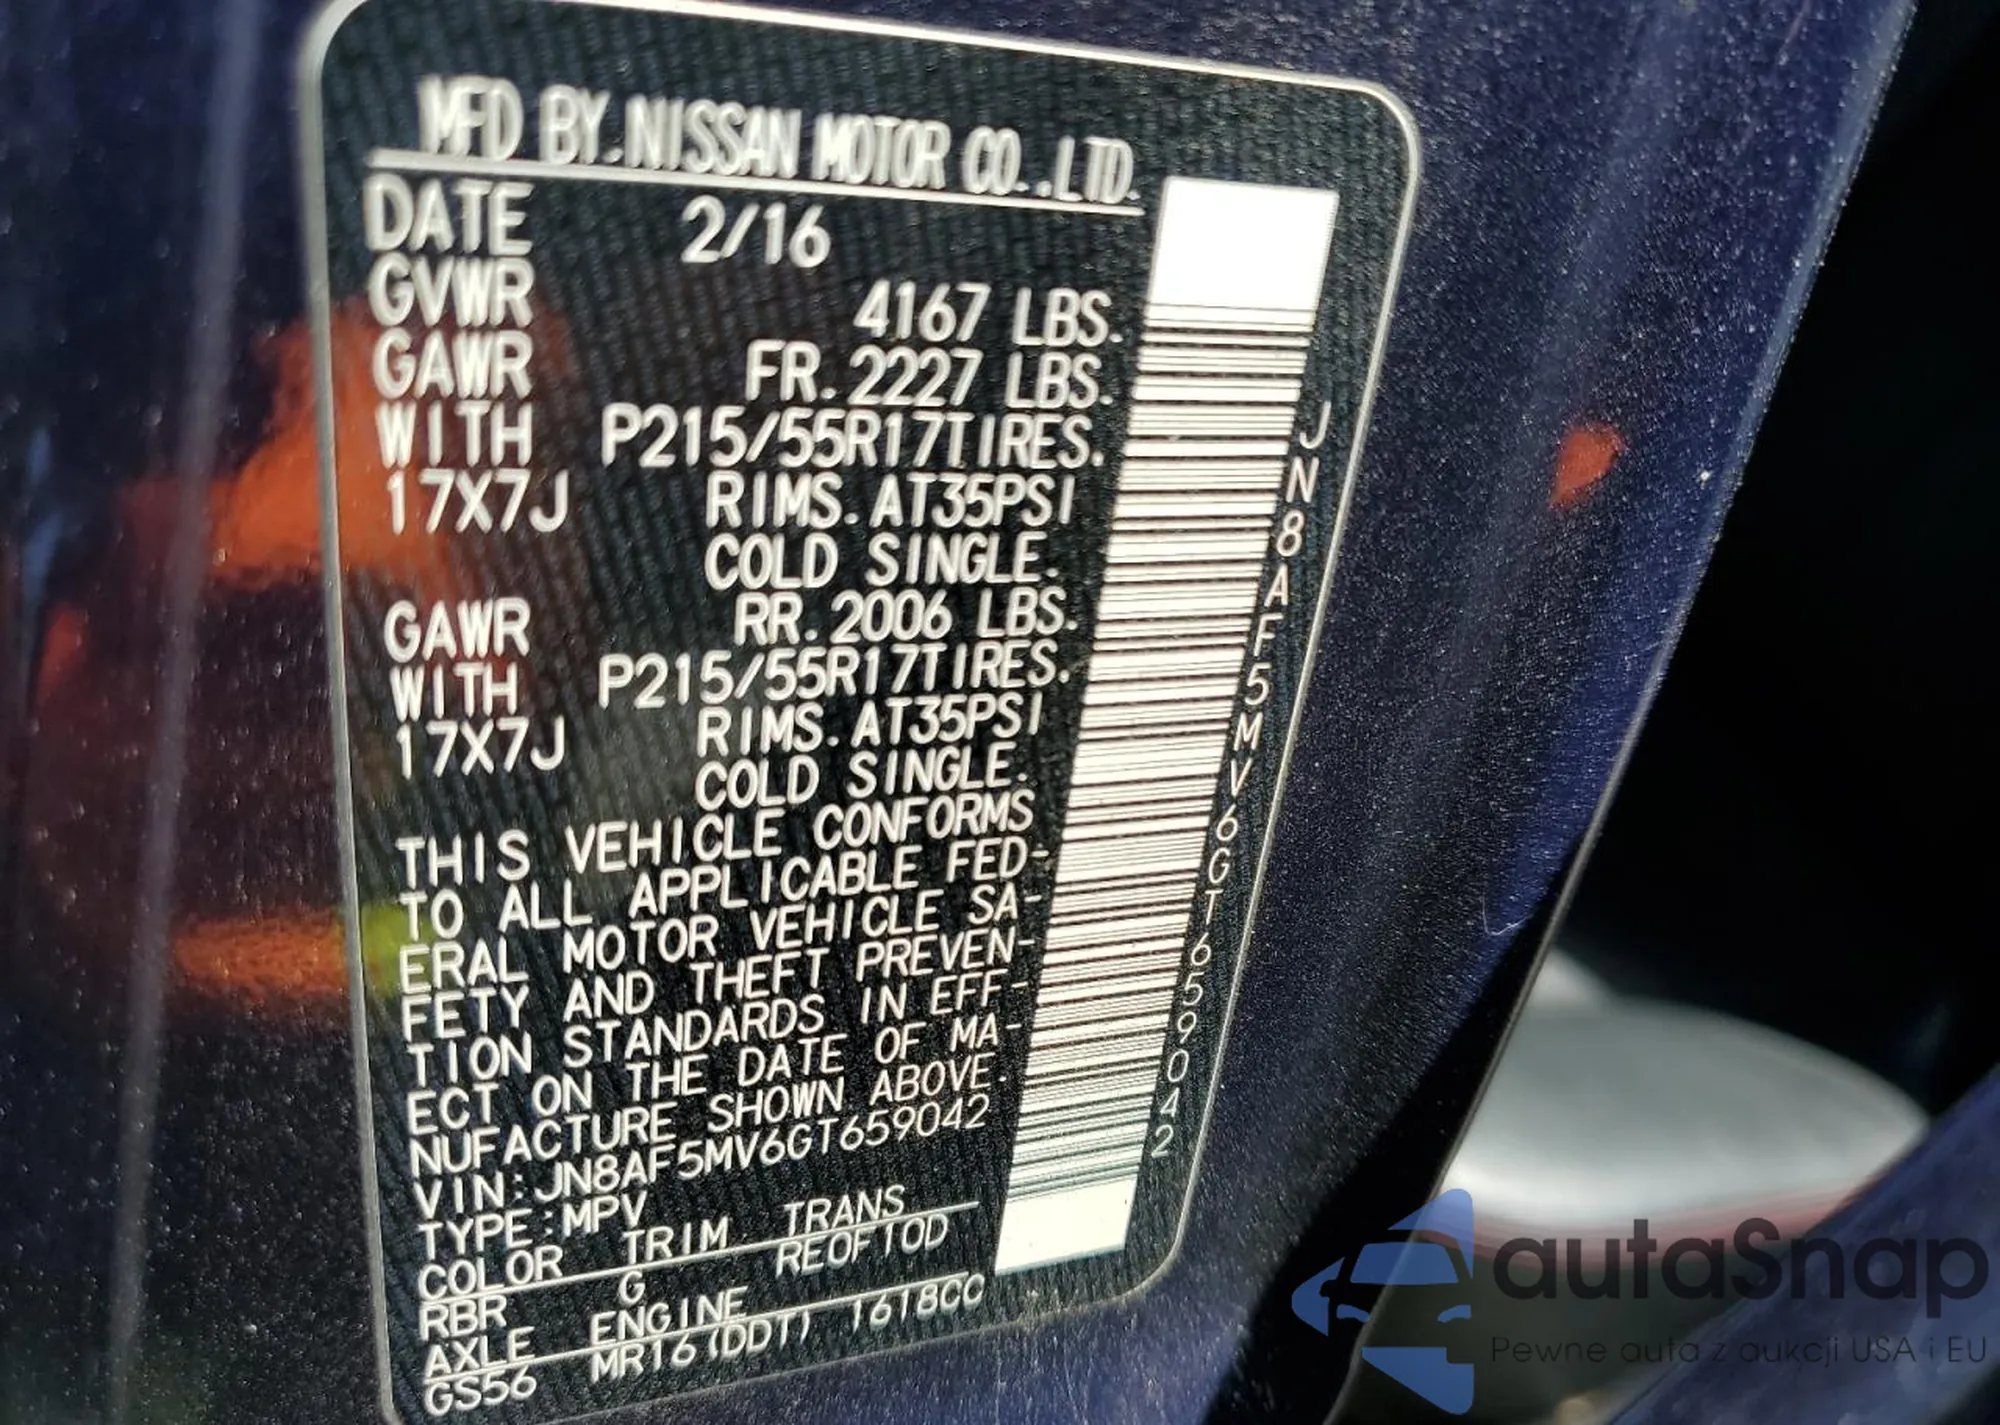 MFD BY.NISSAN MOTOR CO.,LTD.
DATE 2/16
GVWR 4167 LBS.
GAWR FR.2227 LBS.
WITH P215/55R17TIRES.
17X7J RIMS.AT35PSI
COLD SINGLE.
GAWR RR.2006 LBS.
WITH P215/55R17TIRES.
17X7J RIMS.AT35PSI
COLD SINGLE.
THIS VEHICLE CONFORMS
TO ALL APPLICABLE FED-
ERAL MOTOR VEHICLE SA-
FETY AND THEFT PREVEN-
TION STANDARDS IN EFF-
ECT ON THE DATE OF MA-
NUFACTURE SHOWN ABOVE.
VIN:JN8AF5MV6GT659042
TYPE:MPV
COLOR TRIM TRANS
RBR G RE0F10D
AXLE ENGINE
GS56 MR16(DDT) 1618CC
JN8AF5MV6GT659042
autaSnap
Pewne auta z aukcji USA i EU